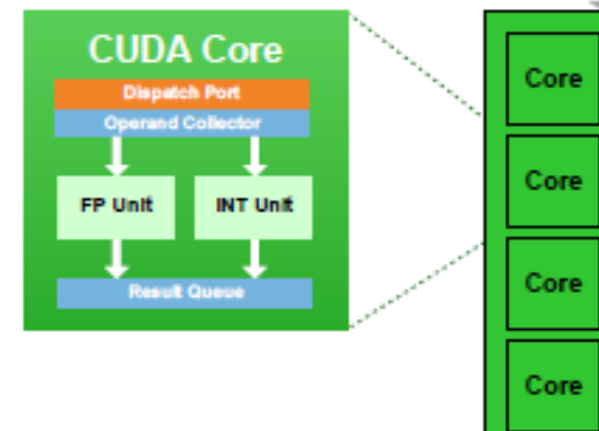 CUDA Core
Dispatch Port
Operand Collector
FP Unit
INT Unit
Result Queue
Core
Core
Core
Core